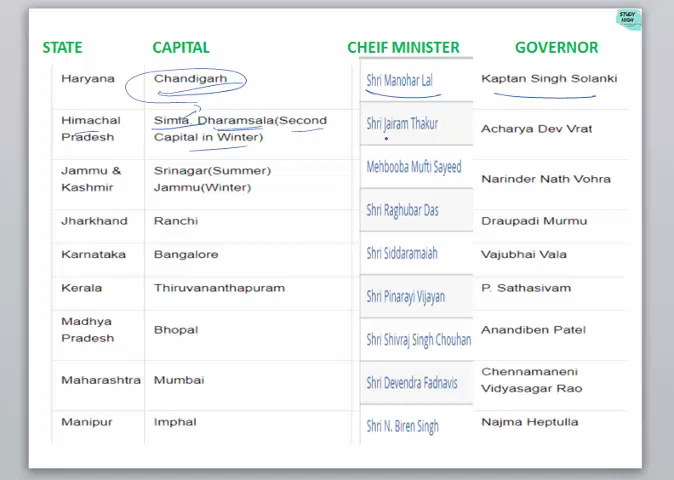 STUDY
HIGH
STATE CAPITAL CHEIF MINISTER GOVERNOR
Haryana Chandigarh Shri Manohar Lal Kaptan Singh Solanki
Himachal Simla, Dharamsala(Second Shri Jairam Thakur Acharya Dev Vrat
Pradesh Capital in Winter)
Jammu & Srinagar(Summer) Mehbooba Mufti Sayeed Narinder Nath Vohra
Kashmir Jammu(Winter)
Jharkhand Ranchi Shri Raghubar Das Draupadi Murmu
Karnataka Bangalore Shri Siddaramaiah Vajubhai Vala
Kerala Thiruvananthapuram Shri Pinarayi Vijayan P. Sathasivam
Madhya Bhopal Shri Shivraj Singh Chouhan Anandiben Patel
Pradesh
Maharashtra Mumbai Shri Devendra Fadnavis Chennamaneni
Vidyasagar Rao
Manipur Imphal Shri N. Biren Singh Najma Heptulla